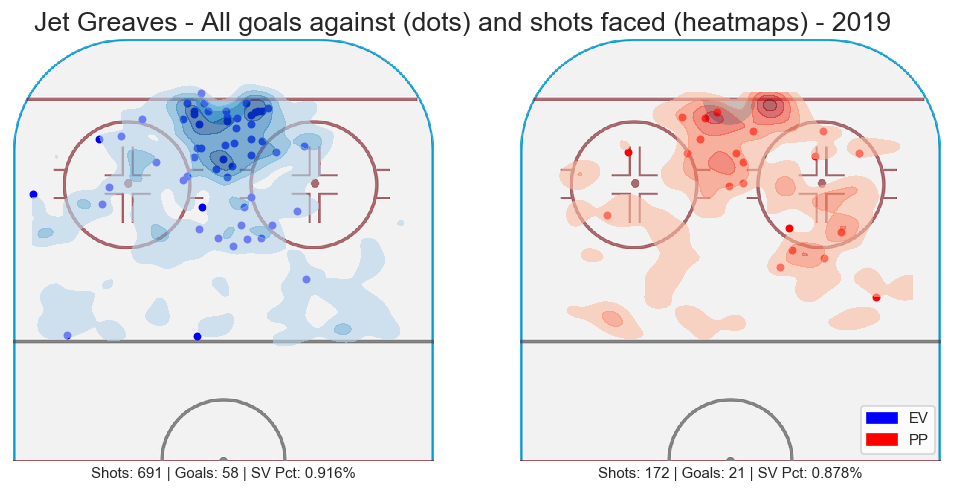 Jet Greaves - All goals against (dots) and shots faced (heatmaps) - 2019
EV
PP
Shots: 691 | Goals: 58 | SV Pct: 0.916%
Shots: 172 | Goals: 21 | SV Pct: 0.878%